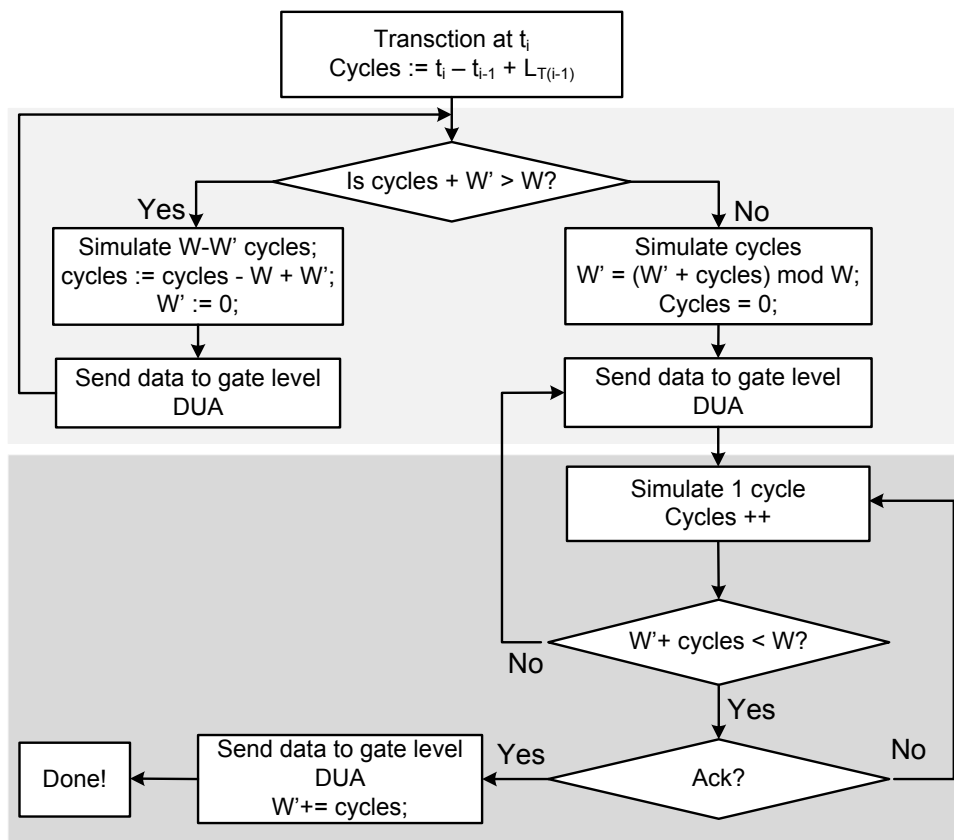 Transction at tᵢ
Cycles := tᵢ – tᵢ₋₁ + L_T(i-1)
Is cycles + W’ > W?
Yes
No
Simulate W-W’ cycles;
cycles := cycles - W + W’;
W’ := 0;
Simulate cycles
W’ = (W’ + cycles) mod W;
Cycles = 0;
Send data to gate level
DUA
Send data to gate level
DUA
Simulate 1 cycle
Cycles ++
W’+ cycles < W?
No
Yes
Ack?
Yes
No
Send data to gate level
DUA
W’+= cycles;
Done!